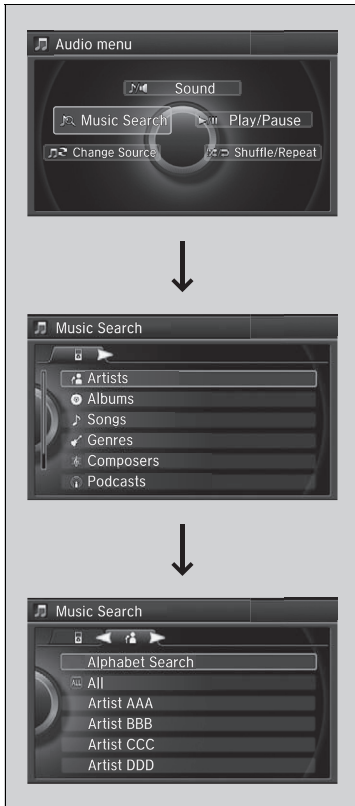 Audio menu
Sound
Music Search
Play/Pause
Change Source
Shuffle/Repeat
Music Search
Artists
Albums
Songs
Genres
Composers
Podcasts
Music Search
Alphabet Search
ALL All
Artist AAA
Artist BBB
Artist CCC
Artist DDD